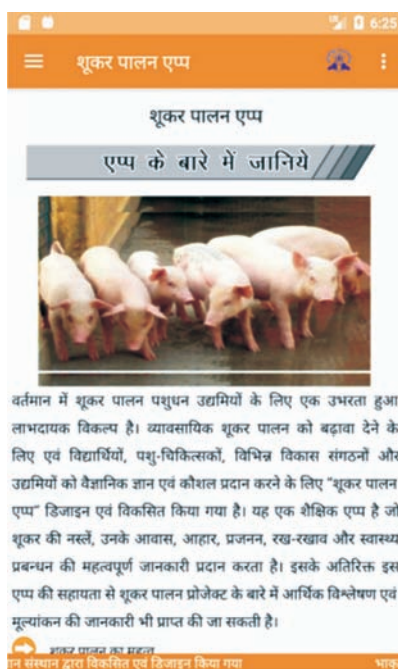 6:25
शूकर पालन एप्प
शूकर पालन एप्प
एप्प के बारे में जानिये
वर्तमान में शूकर पालन पशुधन उद्यमियों के लिए एक उभरता हुआ
लाभदायक विकल्प है। व्यावसायिक शूकर पालन को बढ़ावा देने के
लिए एवं विद्यार्थियों, पशु-चिकित्सकों, विभिन्न विकास संगठनों और
उद्यमियों को वैज्ञानिक ज्ञान एवं कौशल प्रदान करने के लिए "शूकर पालन
एप्प" डिजाइन एवं विकसित किया गया है। यह एक शैक्षिक एप्प है जो
शूकर की नस्लें, उनके आवास, आहार, प्रजनन, रख-रखाव और स्वास्थ्य
प्रबन्धन की महत्वपूर्ण जानकारी प्रदान करता है। इसके अतिरिक्त इस
एप्प की सहायता से शूकर पालन प्रोजेक्ट के बारे में आर्थिक विश्लेषण एवं
मूल्यांकन की जानकारी भी प्राप्त की जा सकती है।
शूकर पालन का महत्व
ान संस्थान द्वारा विकसित एवं डिजाइन किया गया भाकृ